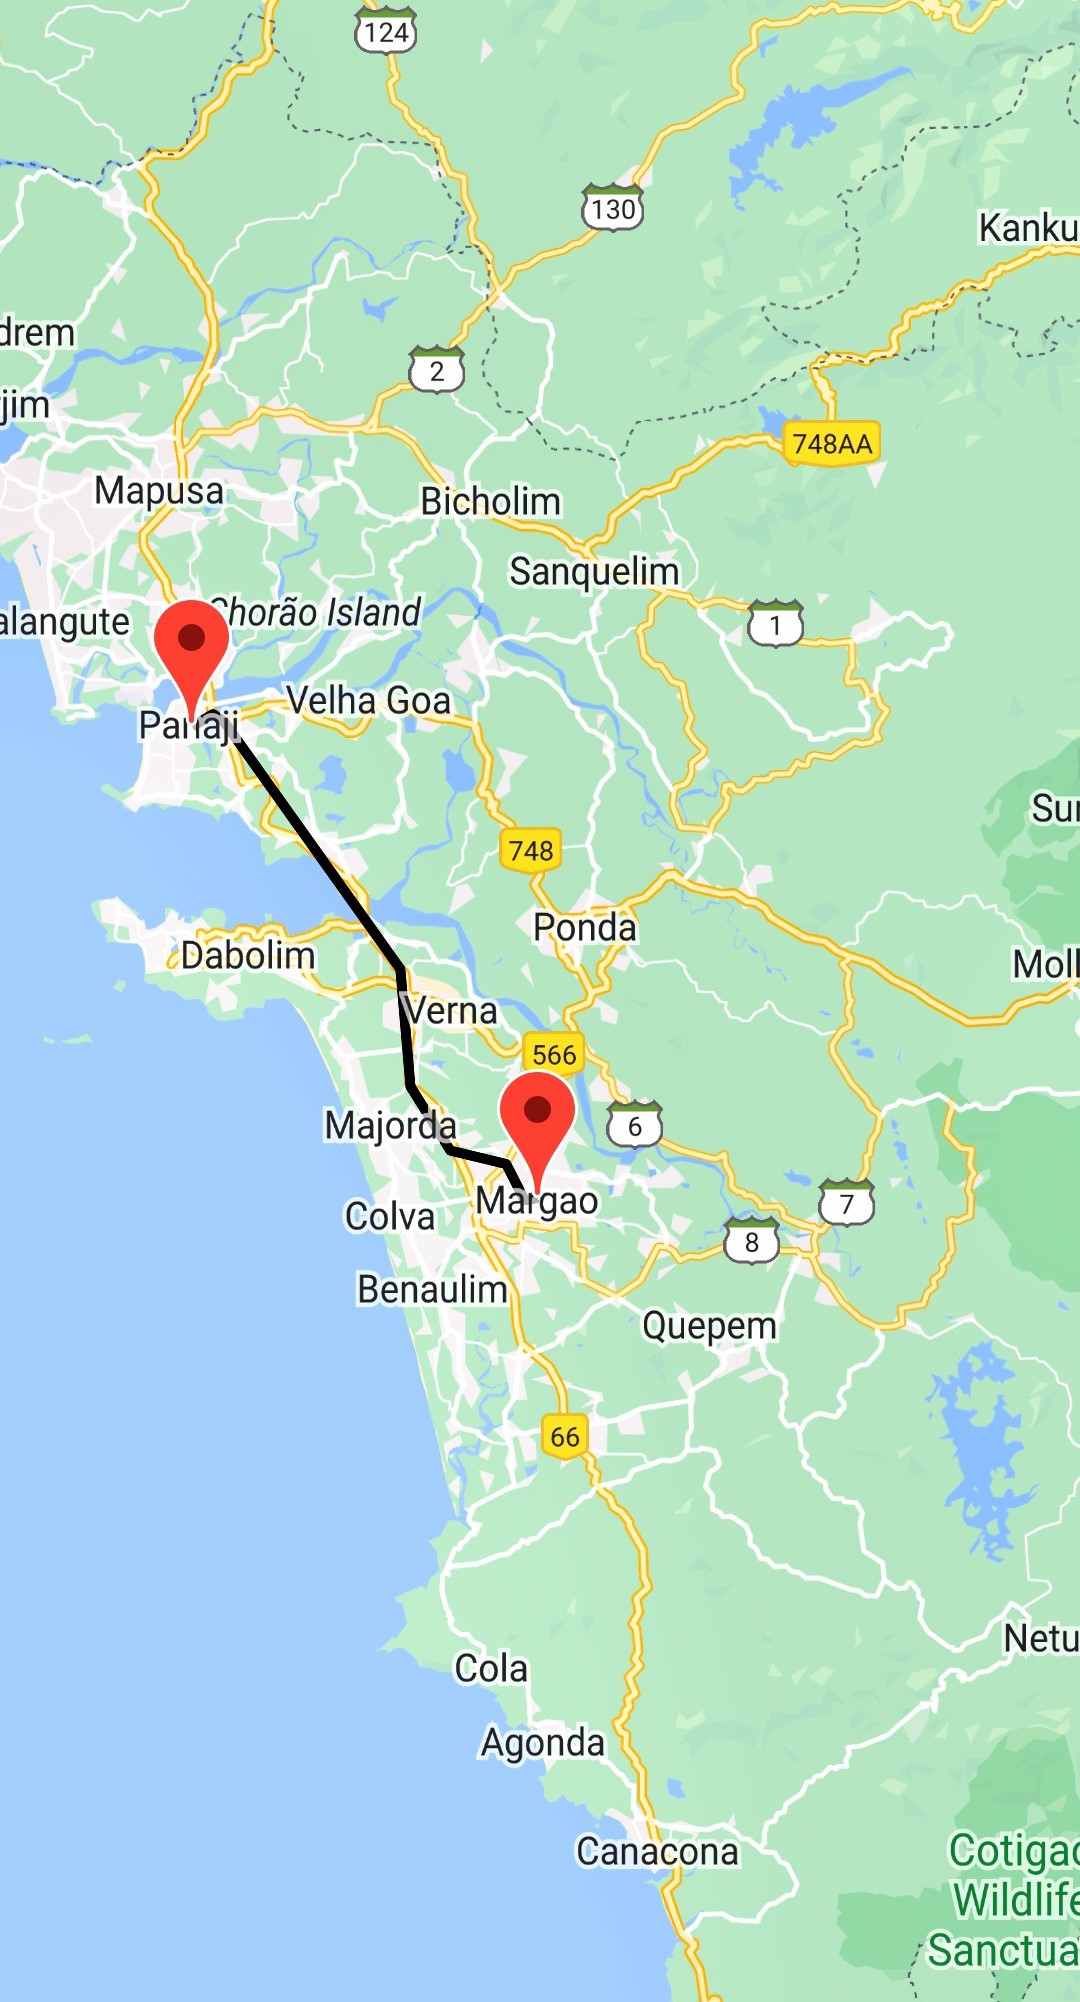 124
130
Kanku
drem
2
jim
748AA
Mapusa
Bicholim
Sanquelim
Chorão Island
alangute
1
Velha Goa
Panaji
Sur
748
Ponda
Dabolim
Moll
Verna
566
Majorda
6
Margao
7
Colva
8
Benaulim
Quepem
66
Netu
Cola
Agonda
Canacona
Cotigao
Wildlife
Sanctua